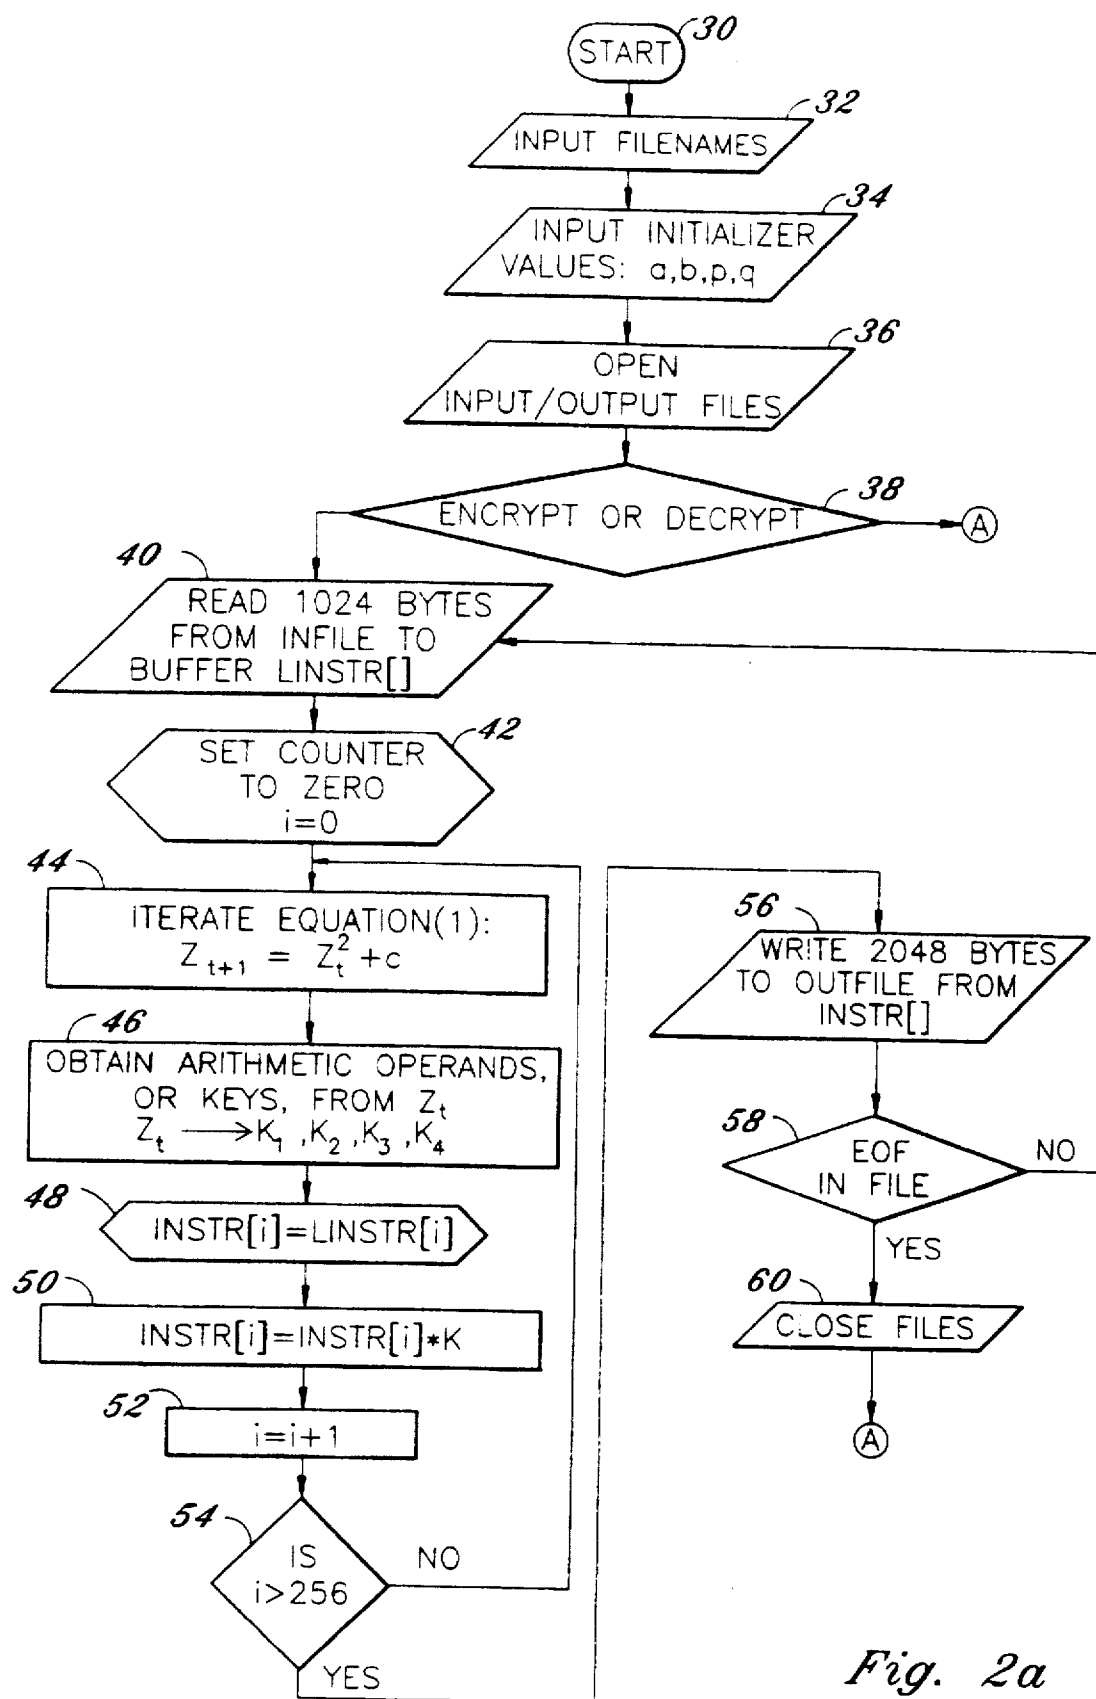 START
30
INPUT FILENAMES
32
INPUT INITIALIZER
VALUES: a,b,p,q
34
OPEN
INPUT/OUTPUT FILES
36
ENCRYPT OR DECRYPT
38
A
40
READ 1024 BYTES
FROM INFILE TO
BUFFER LINSTR[]
SET COUNTER
TO ZERO
i=0
42
44
ITERATE EQUATION(1):
Z_{t+1} = Z_t^2+c
46
OBTAIN ARITHMETIC OPERANDS,
OR KEYS, FROM Z_t
Z_t ⟶ K_1 ,K_2 ,K_3 ,K_4
48
INSTR[i]=LINSTR[i]
50
INSTR[i]=INSTR[i]*K
52
i=i+1
54
IS
i>256
NO
YES
56
WRITE 2048 BYTES
TO OUTFILE FROM
INSTR[]
58
EOF
IN FILE
NO
YES
60
CLOSE FILES
A
Fig. 2a